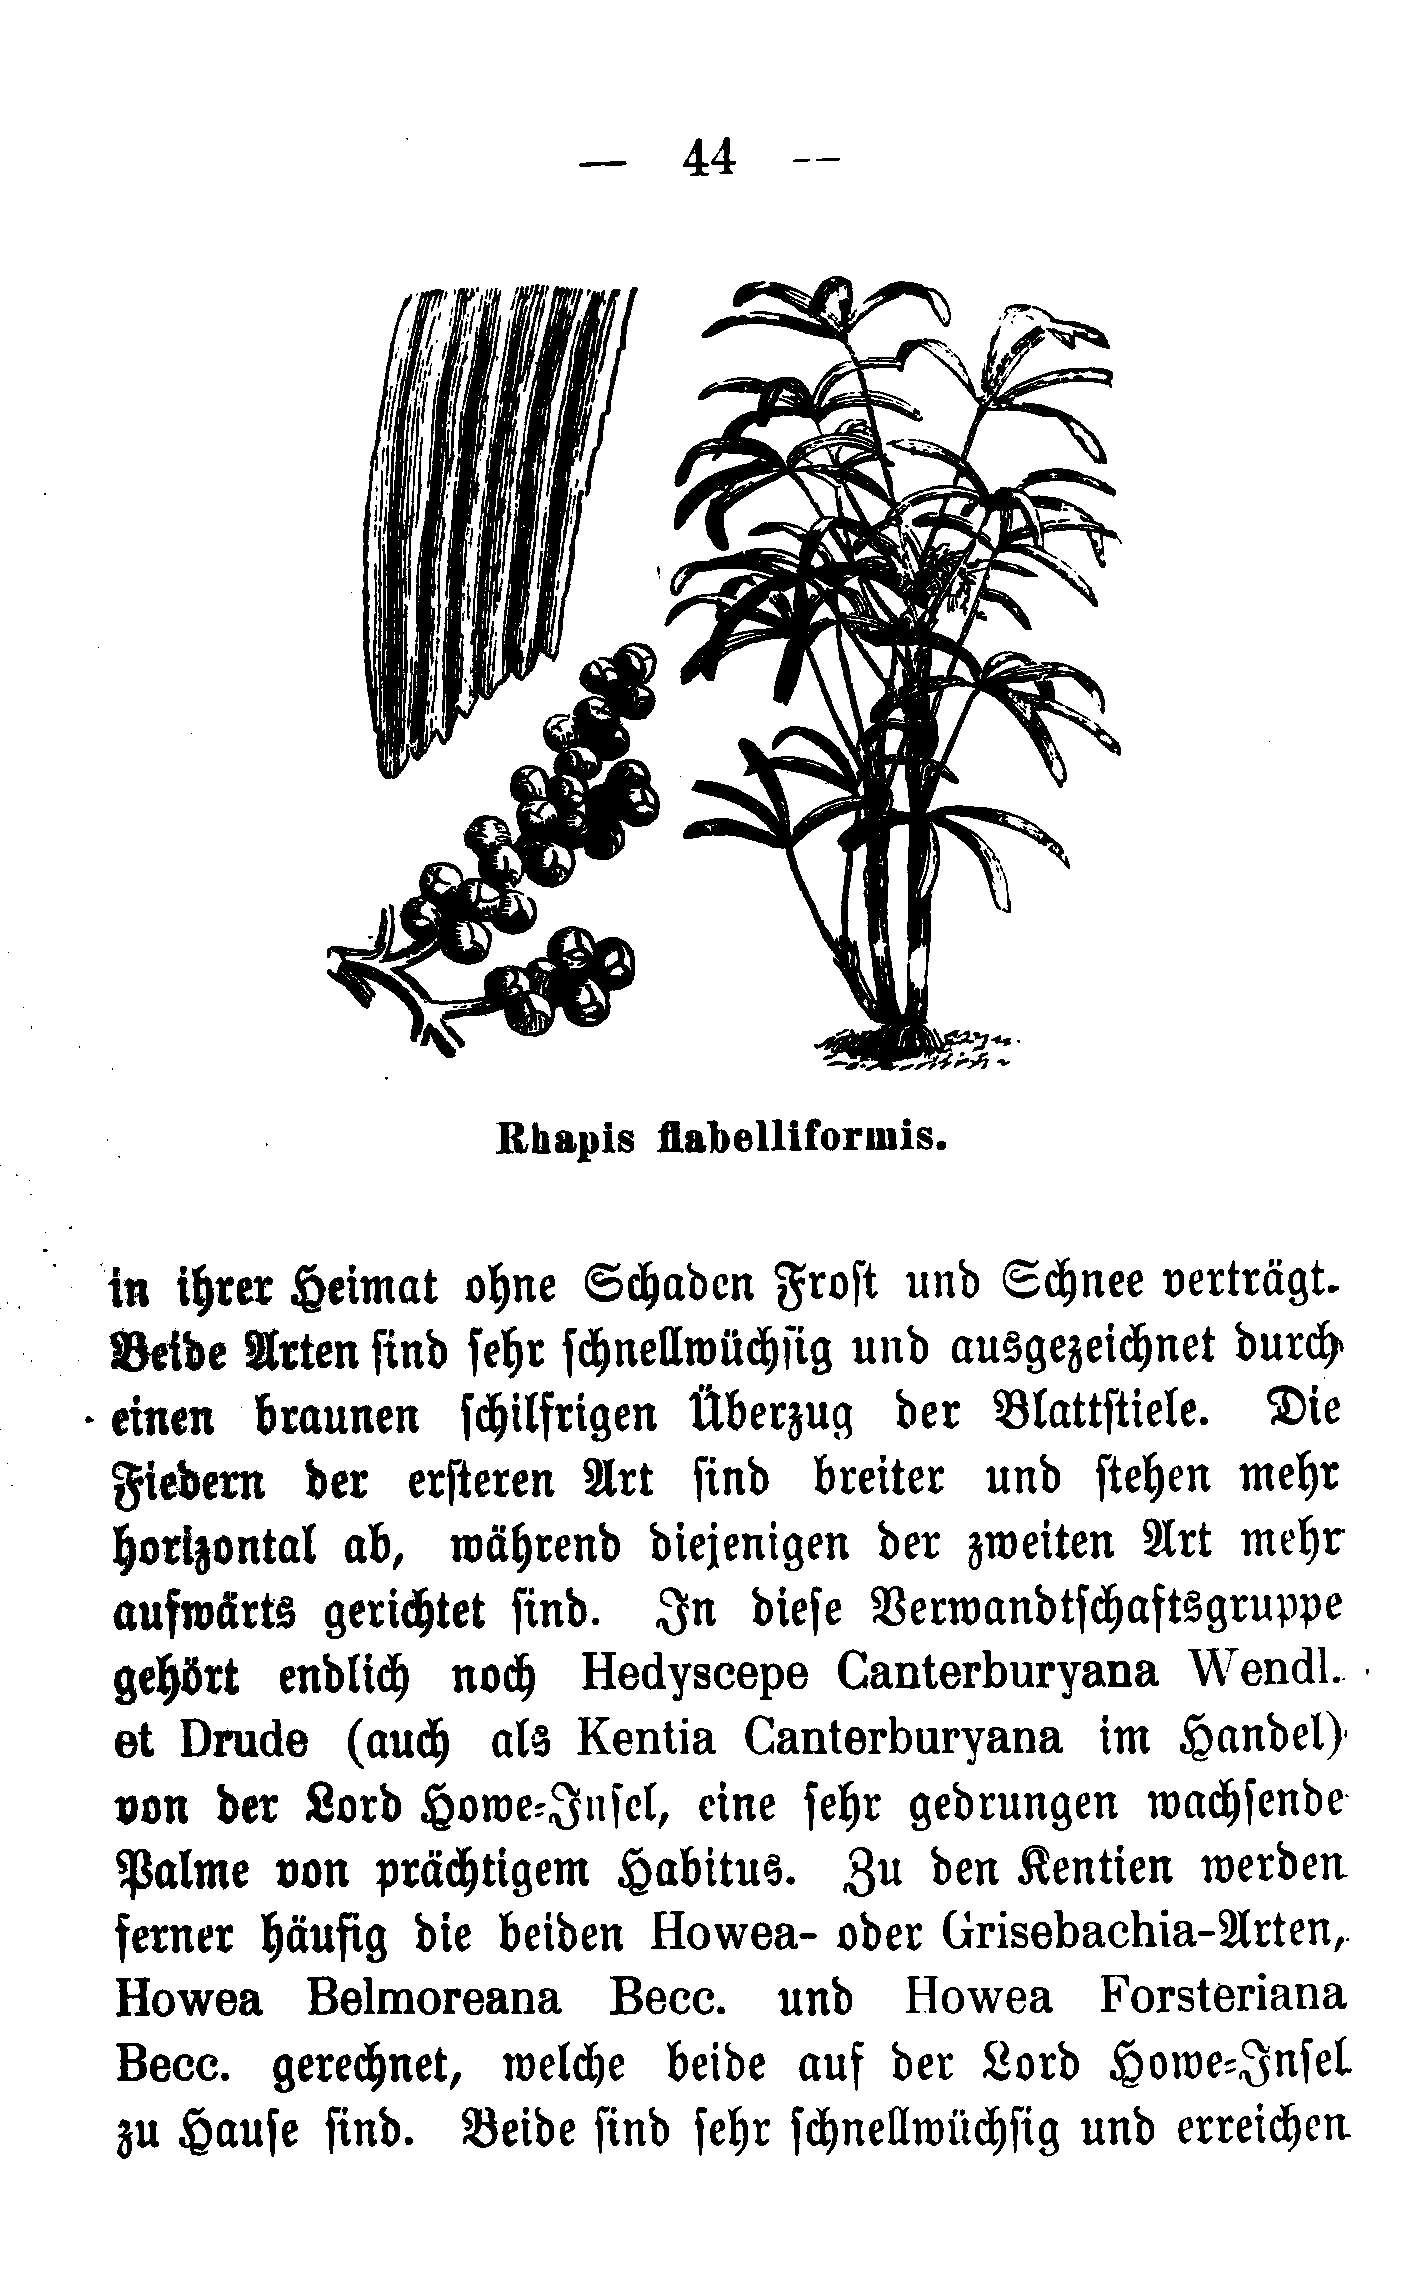 — 44 —
Rhapis flabelliformis.
in ihrer Heimat ohne Schaden Frost und Schnee verträgt.
Beide Arten sind sehr schnellwüchsig und ausgezeichnet durch
einen braunen schilfrigen Überzug der Blattstiele. Die
Fiedern der ersteren Art sind breiter und stehen mehr
horizontal ab, während diejenigen der zweiten Art mehr
aufwärts gerichtet sind. In diese Verwandtschaftsgruppe
gehört endlich noch Hedyscepe Canterburyana Wendl.
et Drude (auch als Kentia Canterburyana im Handel)
von der Lord Howe-Insel, eine sehr gedrungen wachsende
Palme von prächtigem Habitus. Zu den Kentien werden
ferner häufig die beiden Howea- oder Grisebachia-Arten,
Howea Belmoreana Becc. und Howea Forsteriana
Becc. gerechnet, welche beide auf der Lord Howe-Insel
zu Hause sind. Beide sind sehr schnellwüchsig und erreichen